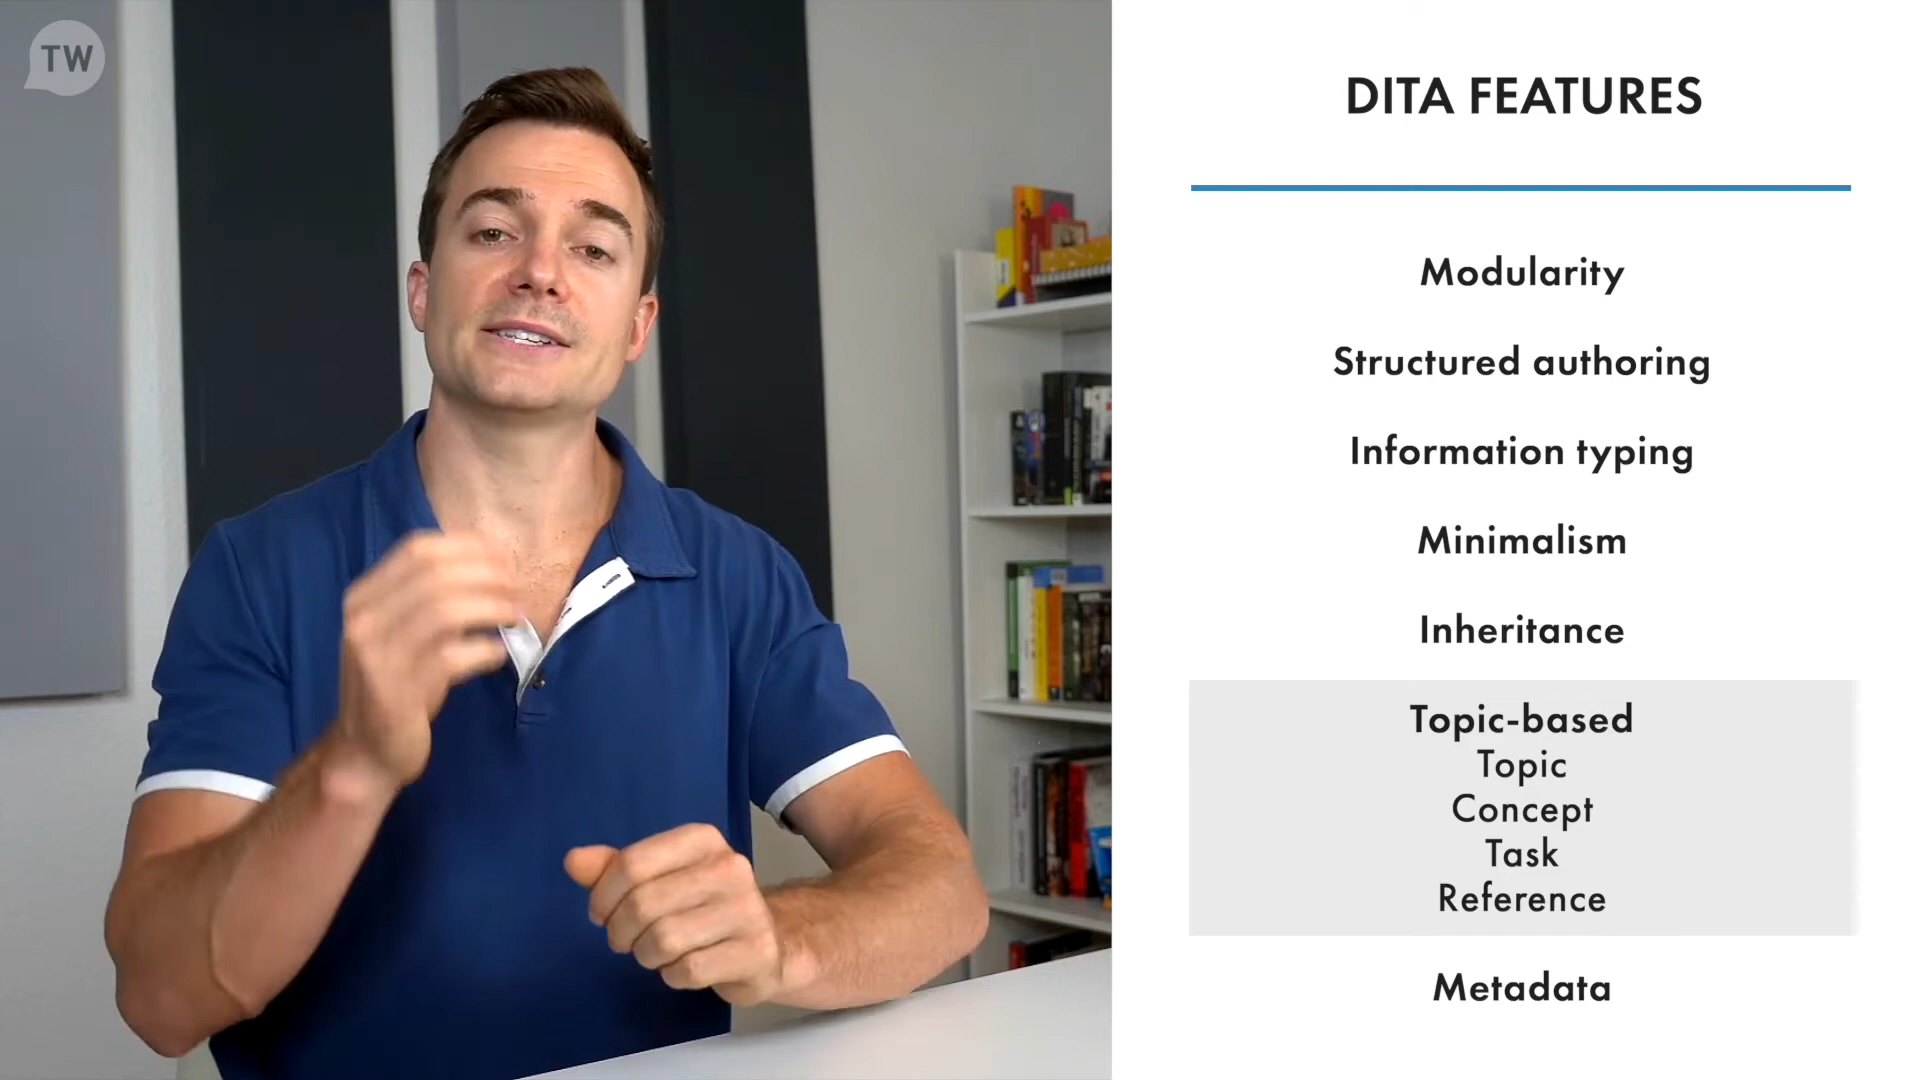 TW
DITA FEATURES
Modularity
Structured authoring
Information typing
Minimalism
Inheritance
Topic-based
Topic
Concept
Task
Reference
Metadata